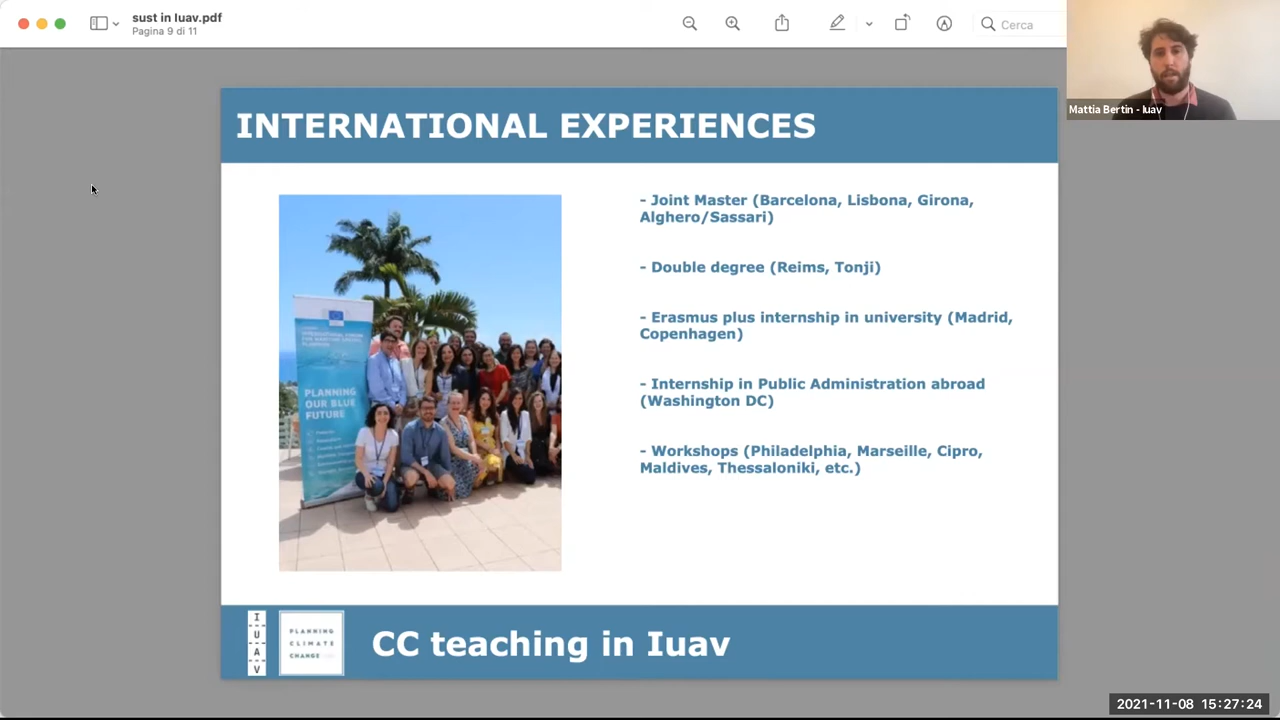 sust in Iuav.pdf
Pagina 9 di 11
Cerca
Mattia Bertin - Iuav
INTERNATIONAL EXPERIENCES
- Joint Master (Barcelona, Lisbona, Girona,
Alghero/Sassari)
- Double degree (Reims, Tonji)
- Erasmus plus internship in university (Madrid,
Copenhagen)
- Internship in Public Administration abroad
(Washington DC)
- Workshops (Philadelphia, Marseille, Cipro,
Maldives, Thessaloniki, etc.)
PLANNING
OUR BLUE
FUTURE
I
U
A
V
PLANNING
CLIMATE
CHANGE
CC teaching in Iuav
2021-11-08 15:27:24